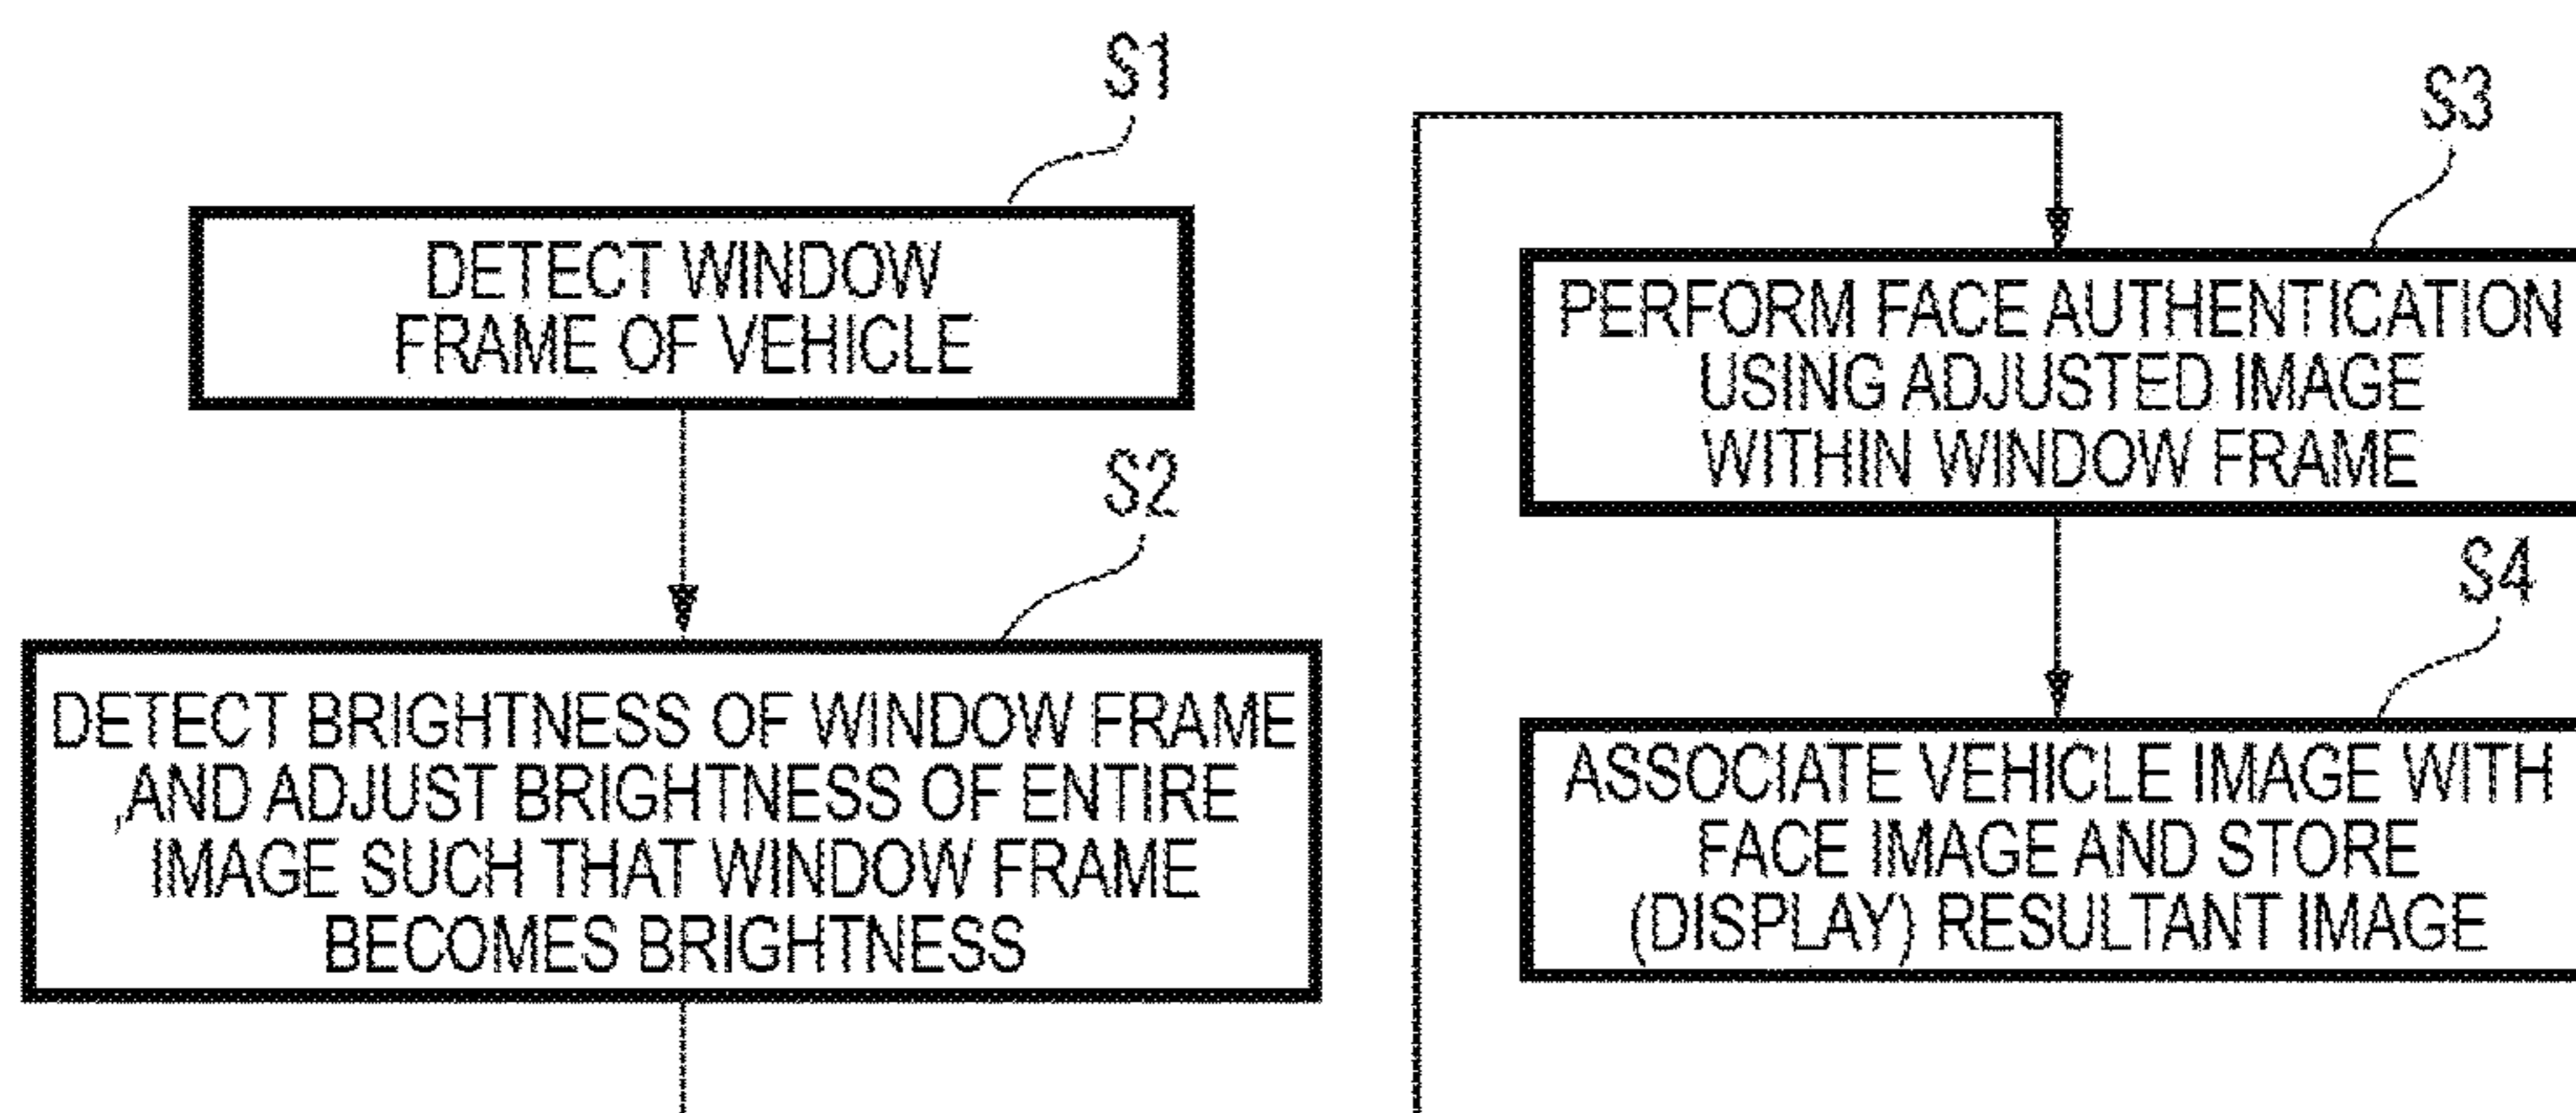 S1
DETECT WINDOW
FRAME OF VEHICLE
S2
DETECT BRIGHTNESS OF WINDOW FRAME
,AND ADJUST BRIGHTNESS OF ENTIRE
IMAGE SUCH THAT WINDOW FRAME
BECOMES BRIGHTNESS
S3
PERFORM FACE AUTHENTICATION
USING ADJUSTED IMAGE
WITHIN WINDOW FRAME
S4
ASSOCIATE VEHICLE IMAGE WITH
FACE IMAGE AND STORE
(DISPLAY) RESULTANT IMAGE